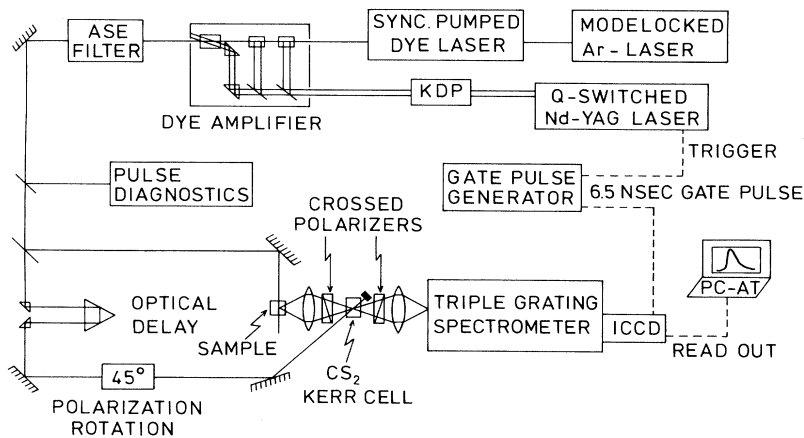 ASE
FILTER
SYNC. PUMPED
DYE LASER
MODELOCKED
Ar-LASER
DYE AMPLIFIER
KDP
Q-SWITCHED
Nd-YAG LASER
TRIGGER
PULSE
DIAGNOSTICS
GATE PULSE
GENERATOR
6.5 NSEC GATE PULSE
CROSSED
POLARIZERS
OPTICAL
DELAY
SAMPLE
TRIPLE GRATING
SPECTROMETER
ICCD
PC-AT
READ OUT
CS₂
KERR CELL
45°
POLARIZATION
ROTATION